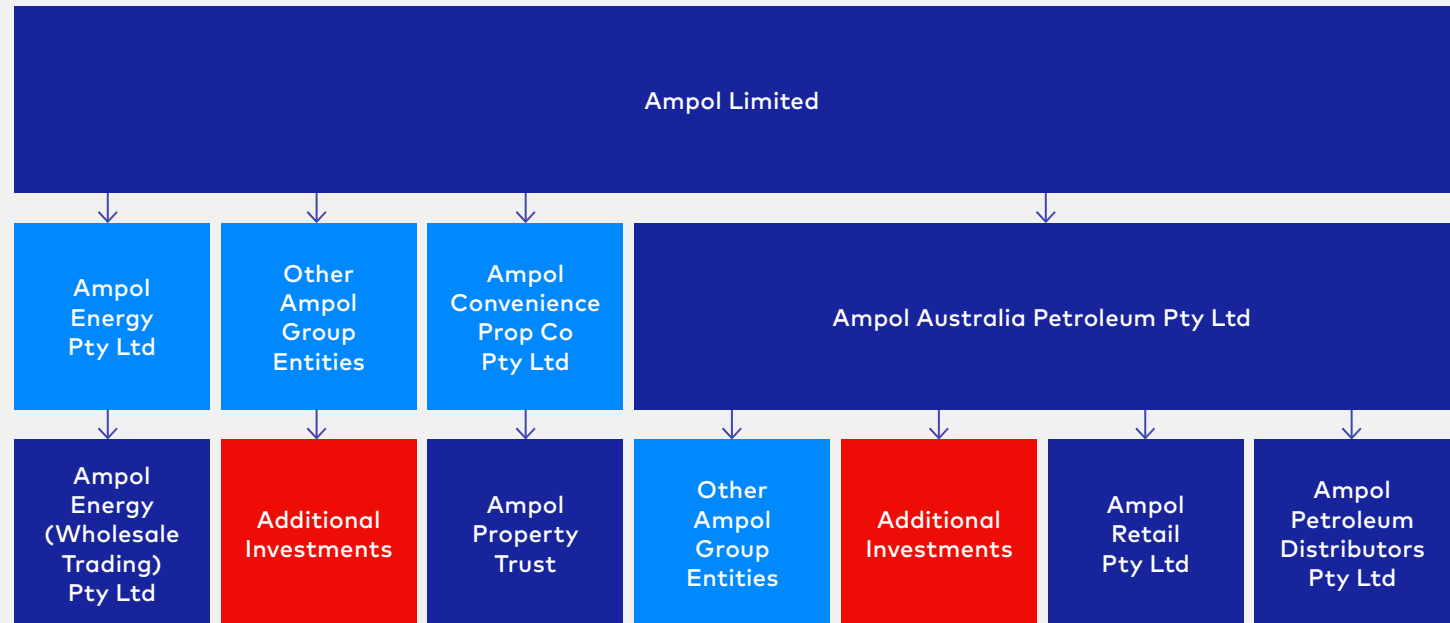 Ampol Limited
Ampol
Energy
Pty Ltd
Other
Ampol
Group
Entities
Ampol
Convenience
Prop Co
Pty Ltd
Ampol Australia Petroleum Pty Ltd
Ampol
Energy
(Wholesale
Trading)
Pty Ltd
Additional
Investments
Ampol
Property
Trust
Other
Ampol
Group
Entities
Additional
Investments
Ampol
Retail
Pty Ltd
Ampol
Petroleum
Distributors
Pty Ltd